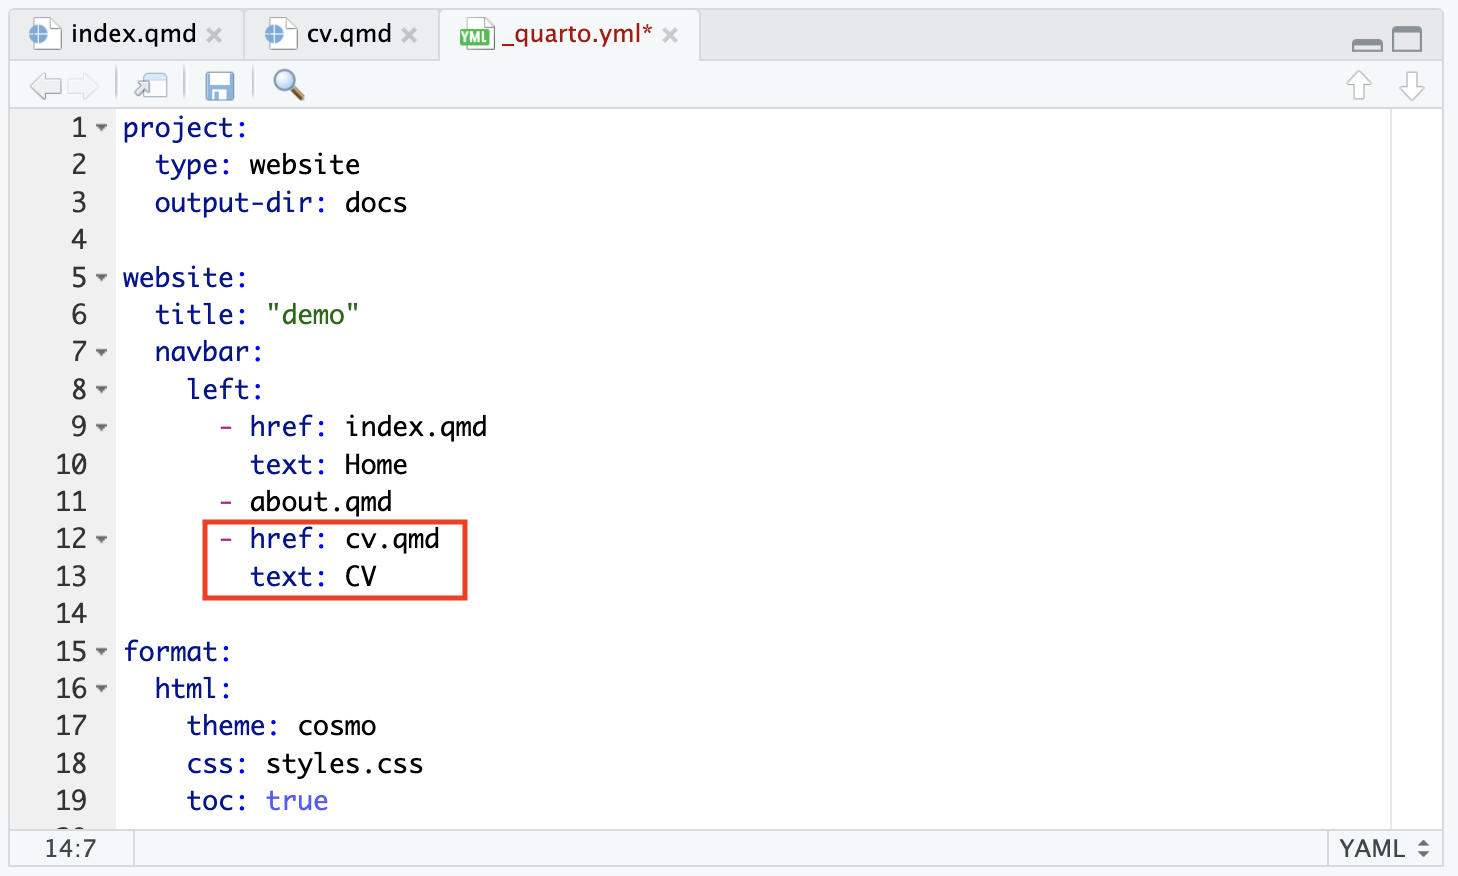 index.qmd × cv.qmd × YML _quarto.yml* ×
1 project:
2   type: website
3   output-dir: docs
4
5 website:
6   title: "demo"
7   navbar:
8     left:
9       - href: index.qmd
10         text: Home
11       - about.qmd
12       - href: cv.qmd
13         text: CV
14
15 format:
16   html:
17     theme: cosmo
18     css: styles.css
19     toc: true
14:7 YAML